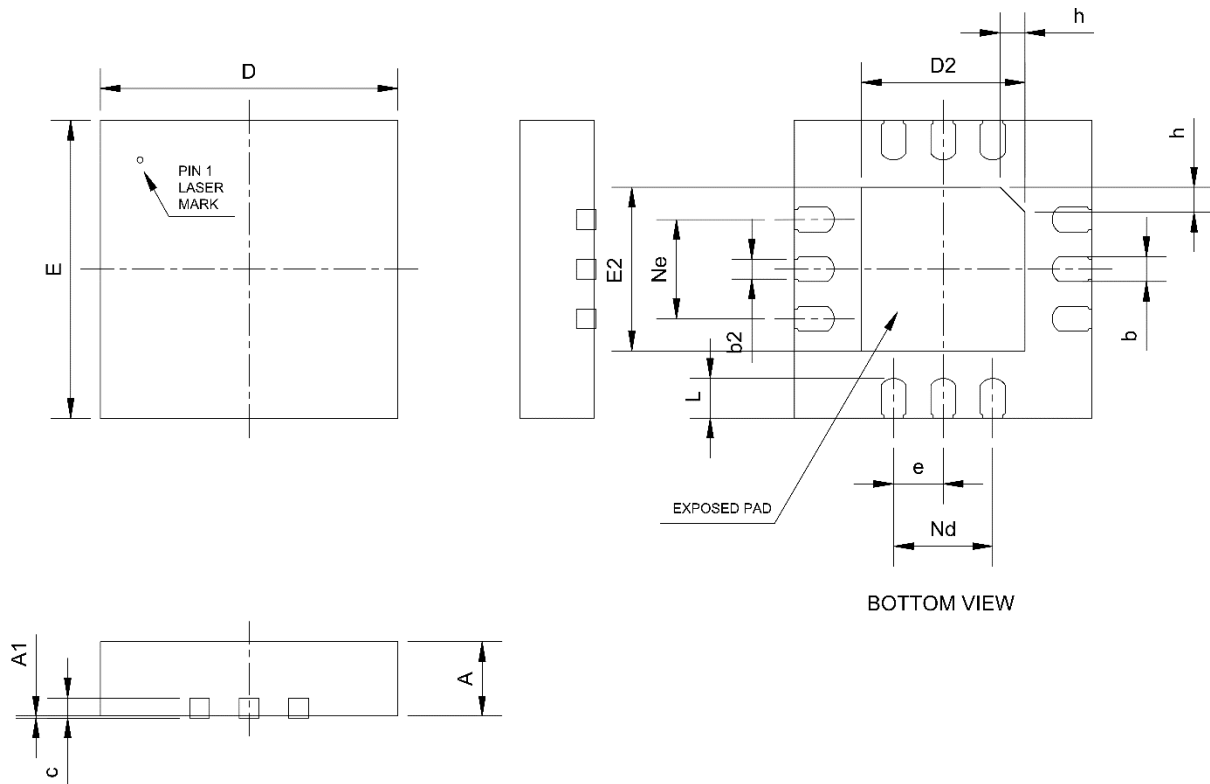 D
PIN 1
LASER
MARK
E
h
D2
h
E2
Ne
b2
b
L
e
EXPOSED PAD
Nd
BOTTOM VIEW
A1
A
c